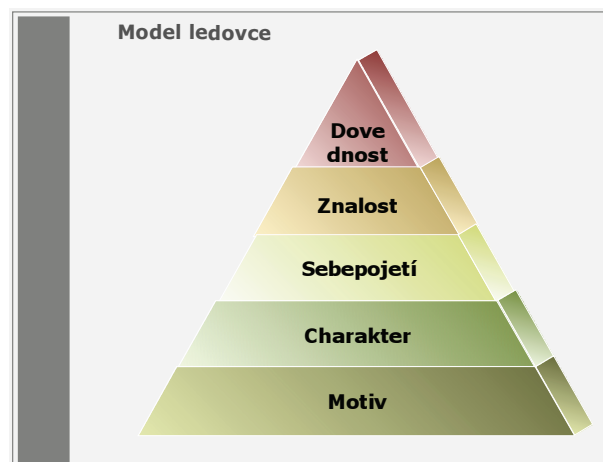 Model ledovce
Dove
dnost
Znalost
Sebepojetí
Charakter
Motiv